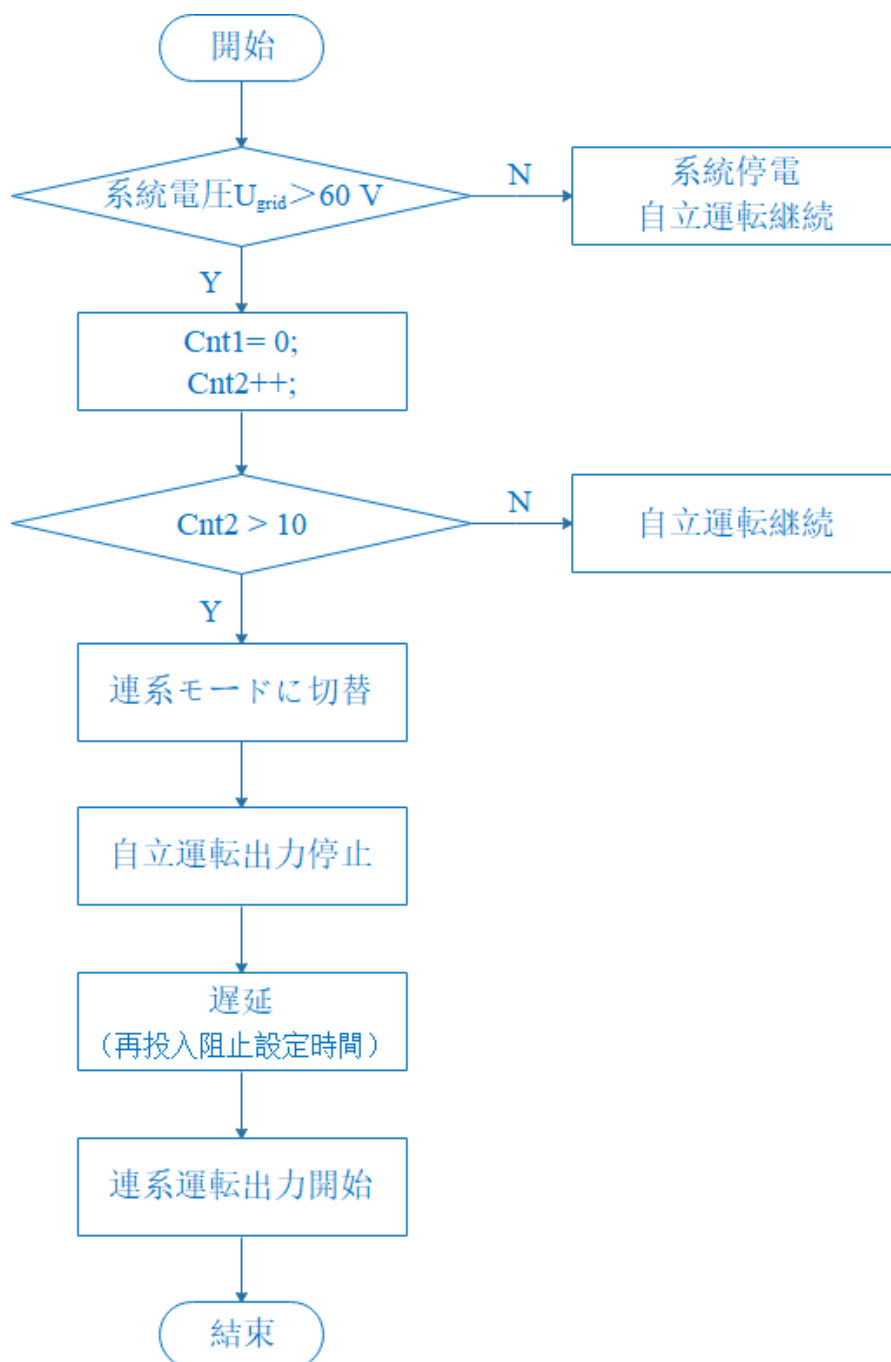 開始
系統電圧Ugrid＞60 V
N
系統停電
自立運転継続
Y
Cnt1= 0;
Cnt2++;
Cnt2 > 10
N
自立運転継続
Y
連系モードに切替
自立運転出力停止
遅延
（再投入阻止設定時間）
連系運転出力開始
結束